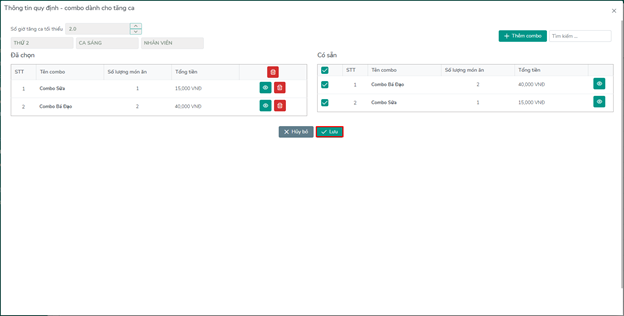 Thông tin quy định - combo dành cho tăng ca
Số giờ tăng ca tối thiểu 2.0
THỨ 2 CA SÁNG NHÂN VIÊN
Thêm combo Tìm kiếm ...
Đã chọn
STT Tên combo Số lượng món ăn Tổng tiền
1 Combo Sữa 1 15,000 VNĐ
2 Combo Bá Đạo 2 40,000 VNĐ
Có sẵn
STT Tên combo Số lượng món ăn Tổng tiền
1 Combo Bá Đạo 2 40,000 VNĐ
2 Combo Sữa 1 15,000 VNĐ
Hủy bỏ Lưu